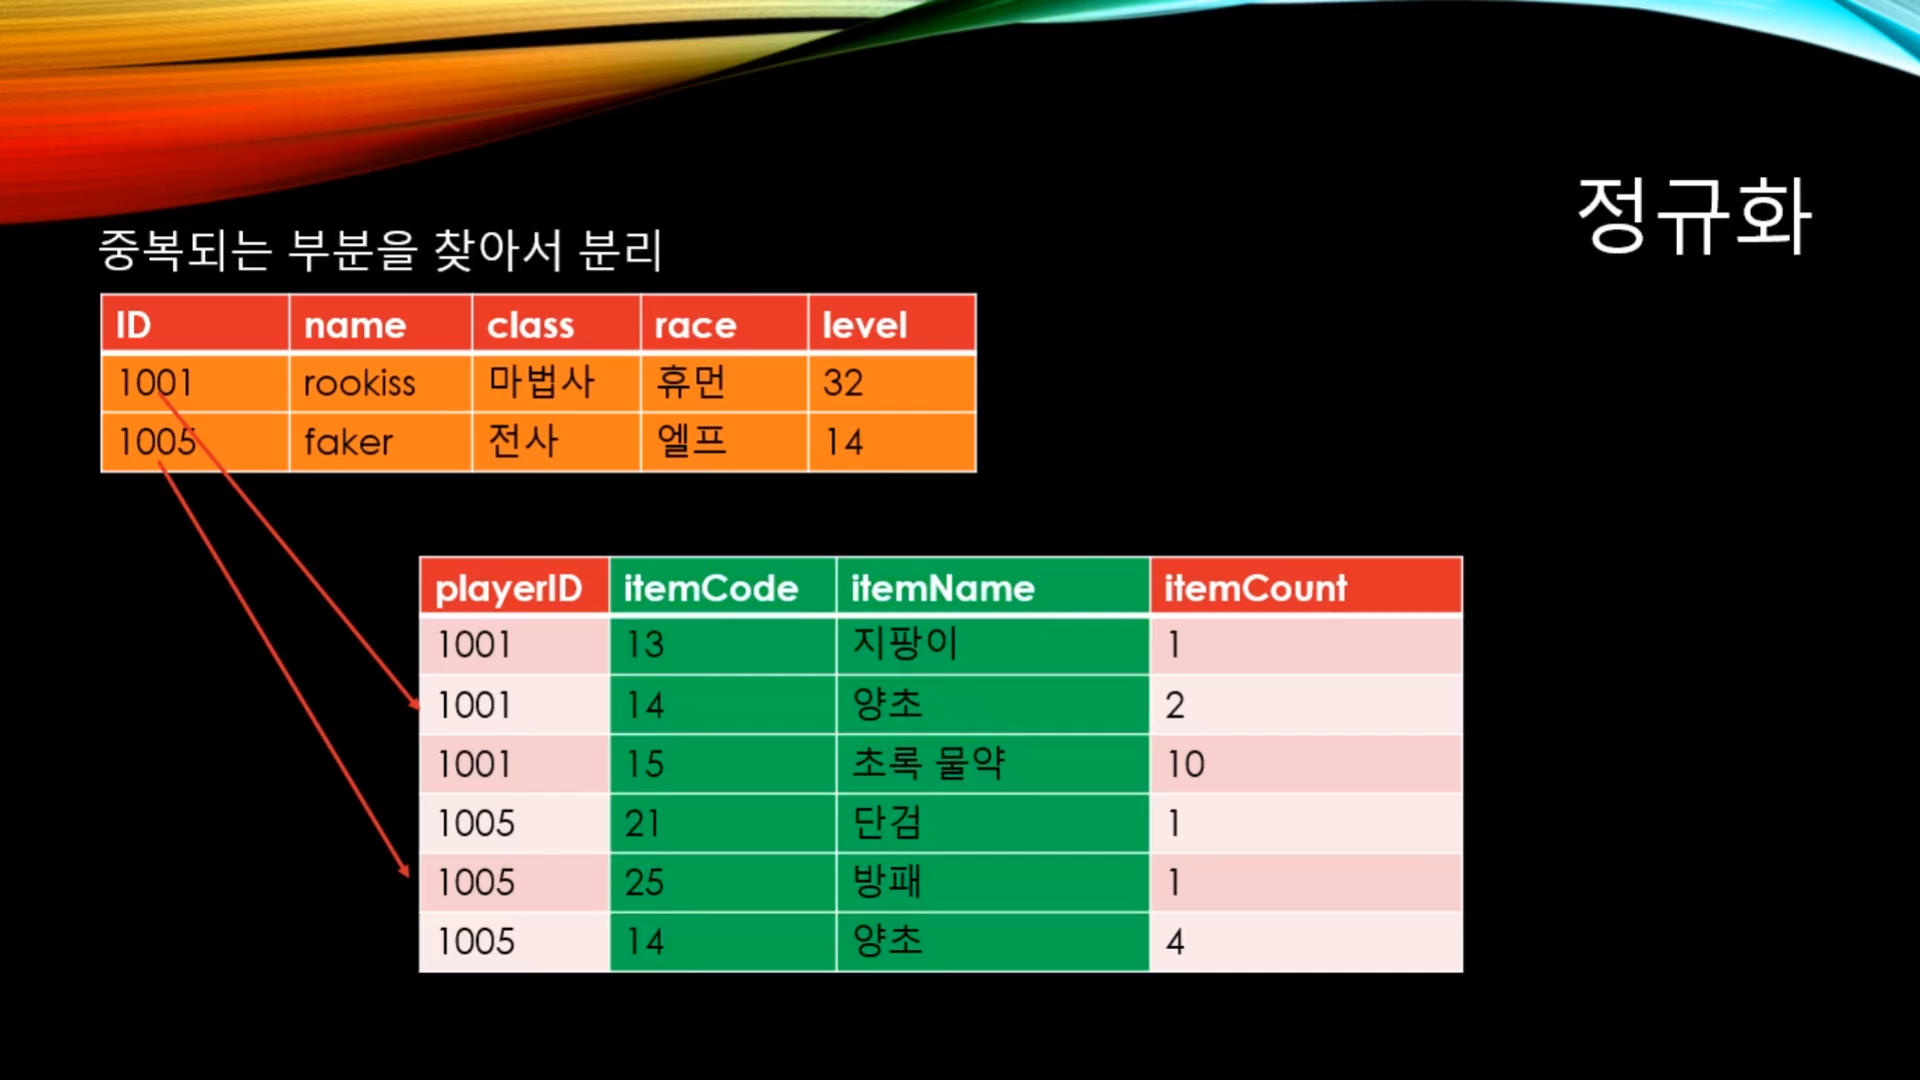 정규화
중복되는 부분을 찾아서 분리
ID name class race level
1001 rookiss 마법사 휴먼 32
1005 faker 전사 엘프 14
playerID itemCode itemName itemCount
1001 13 지팡이 1
1001 14 양초 2
1001 15 초록 물약 10
1005 21 단검 1
1005 25 방패 1
1005 14 양초 4